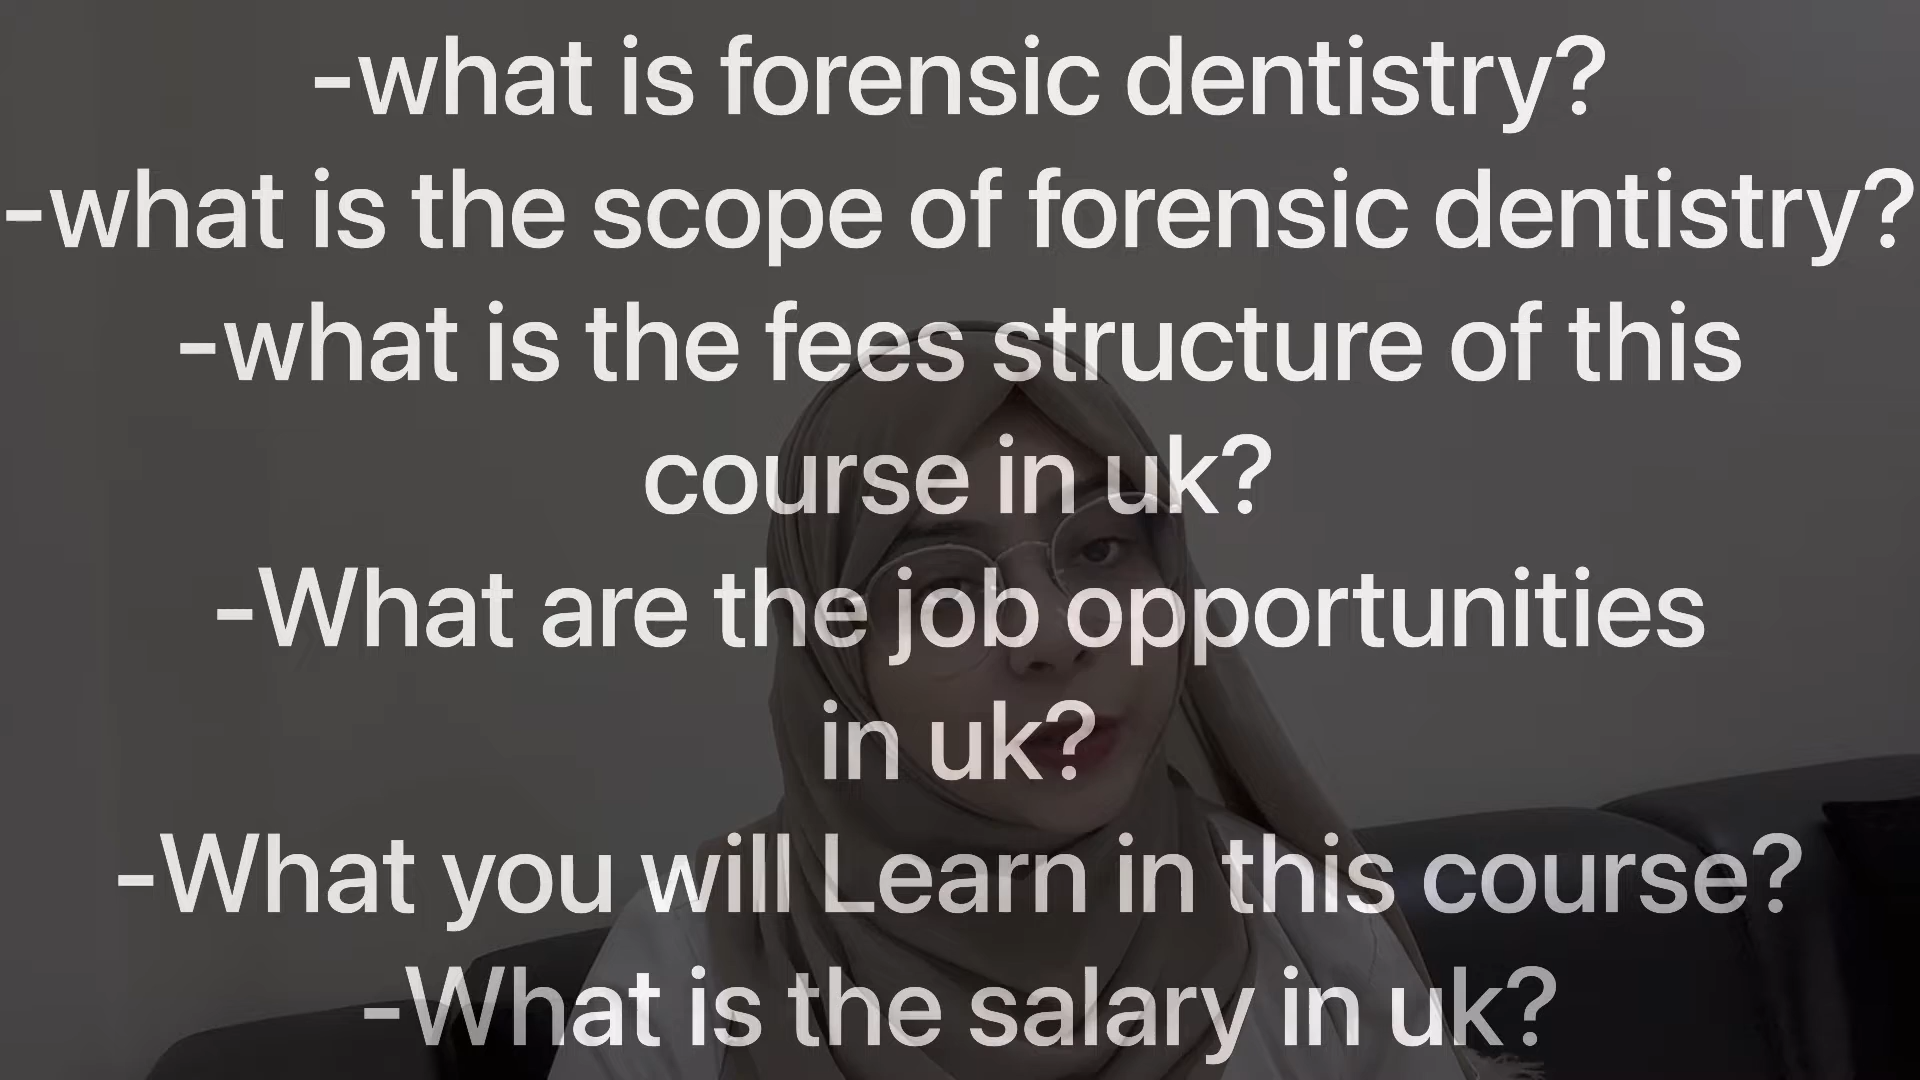 -what is forensic dentistry?
-what is the scope of forensic dentistry?
-what is the fees structure of this
course in uk?
-What are the job opportunities
in uk?
-What you will Learn in this course?
-What is the salary in uk?